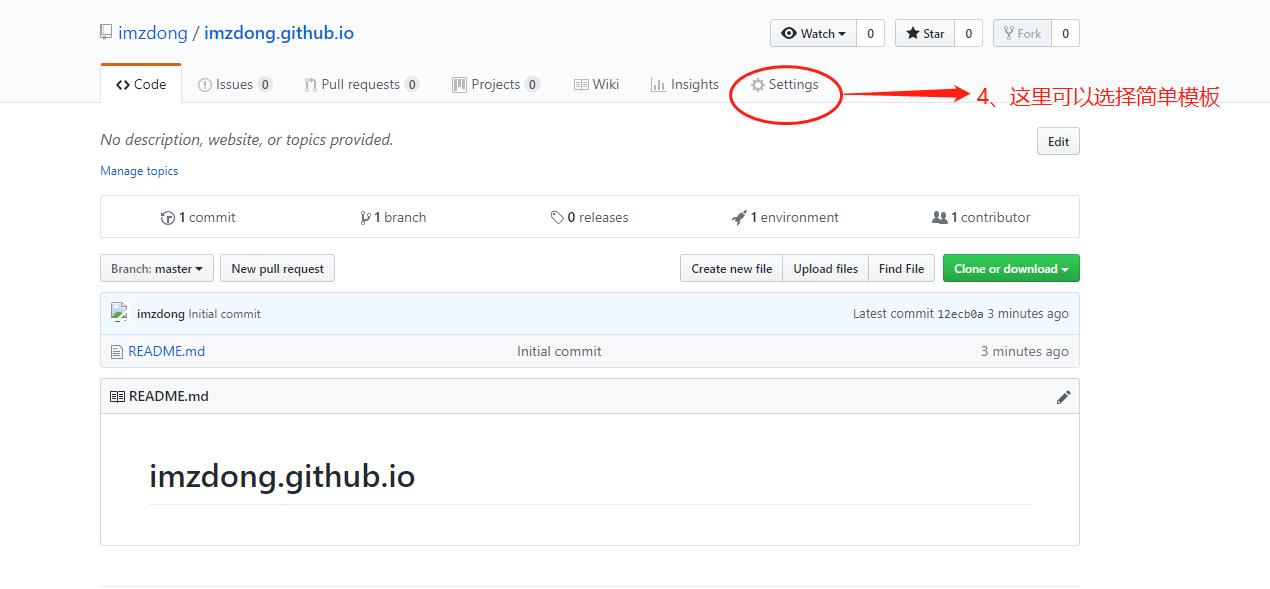 imzdong / imzdong.github.io
Watch 0 Star 0 Fork 0
Code Issues 0 Pull requests 0 Projects 0 Wiki Insights Settings
4、这里可以选择简单模板
No description, website, or topics provided.
Edit
Manage topics
1 commit 1 branch 0 releases 1 environment 1 contributor
Branch: master New pull request Create new file Upload files Find File Clone or download
imzdong Initial commit Latest commit 12ecb0a 3 minutes ago
README.md Initial commit 3 minutes ago
README.md
imzdong.github.io